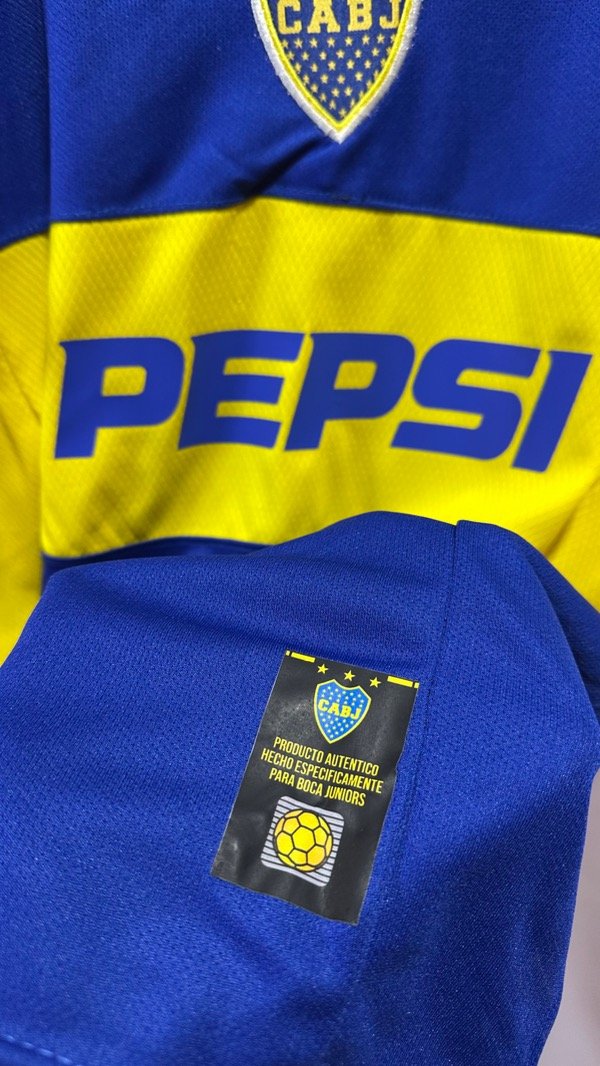 CABJ
PEPSI
CABJ
PRODUCTO AUTENTICO
HECHO ESPECIFICAMENTE
PARA BOCA JUNIORS